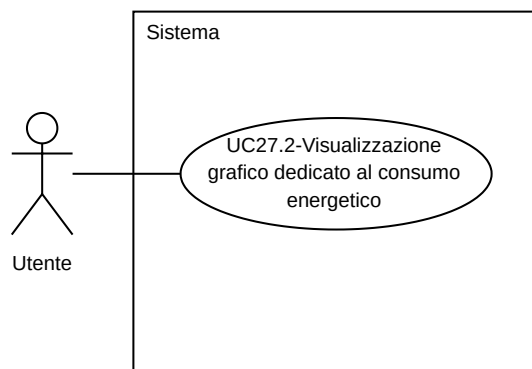 Sistema
UC27.2-Visualizzazione
grafico dedicato al consumo
energetico
Utente